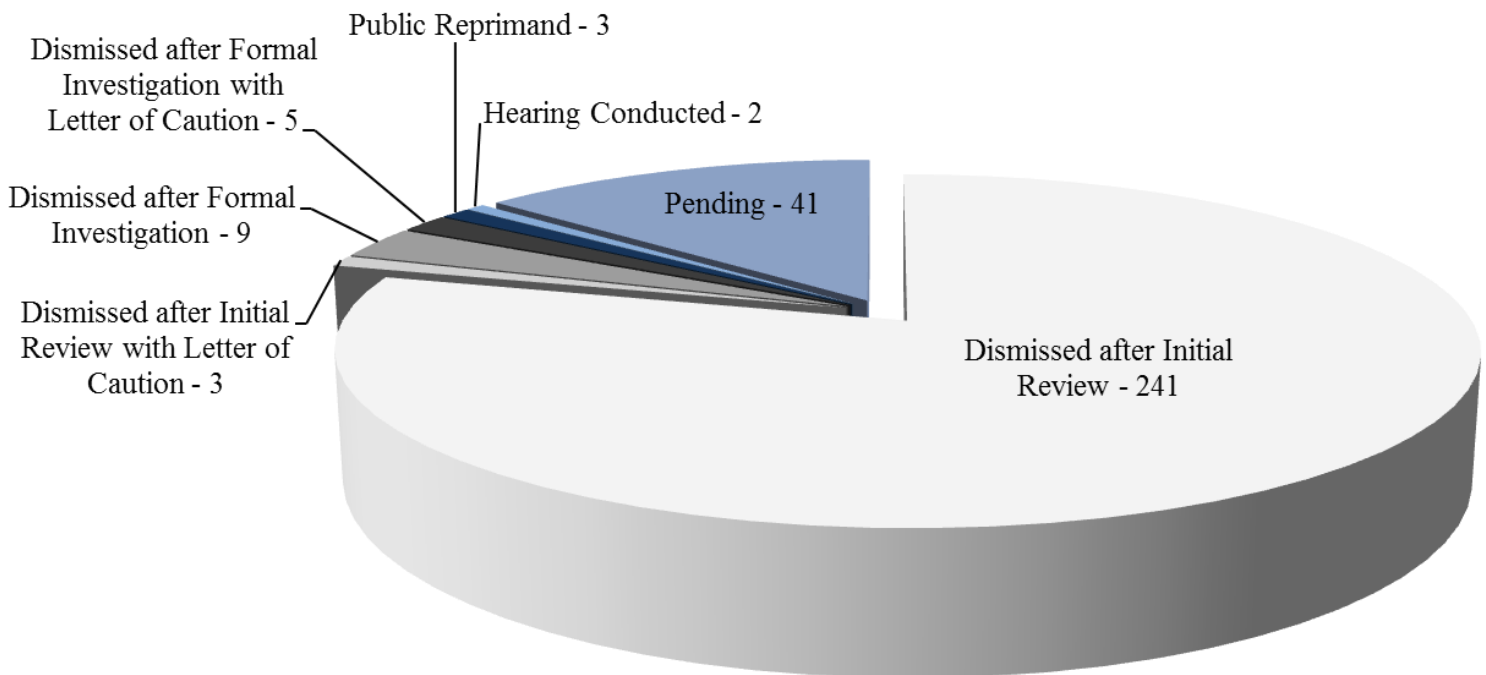 Public Reprimand - 3
Dismissed after Formal
Investigation with
Letter of Caution - 5
Hearing Conducted - 2
Dismissed after Formal
Investigation - 9
Pending - 41
Dismissed after Initial
Review with Letter of
Caution - 3
Dismissed after Initial
Review - 241